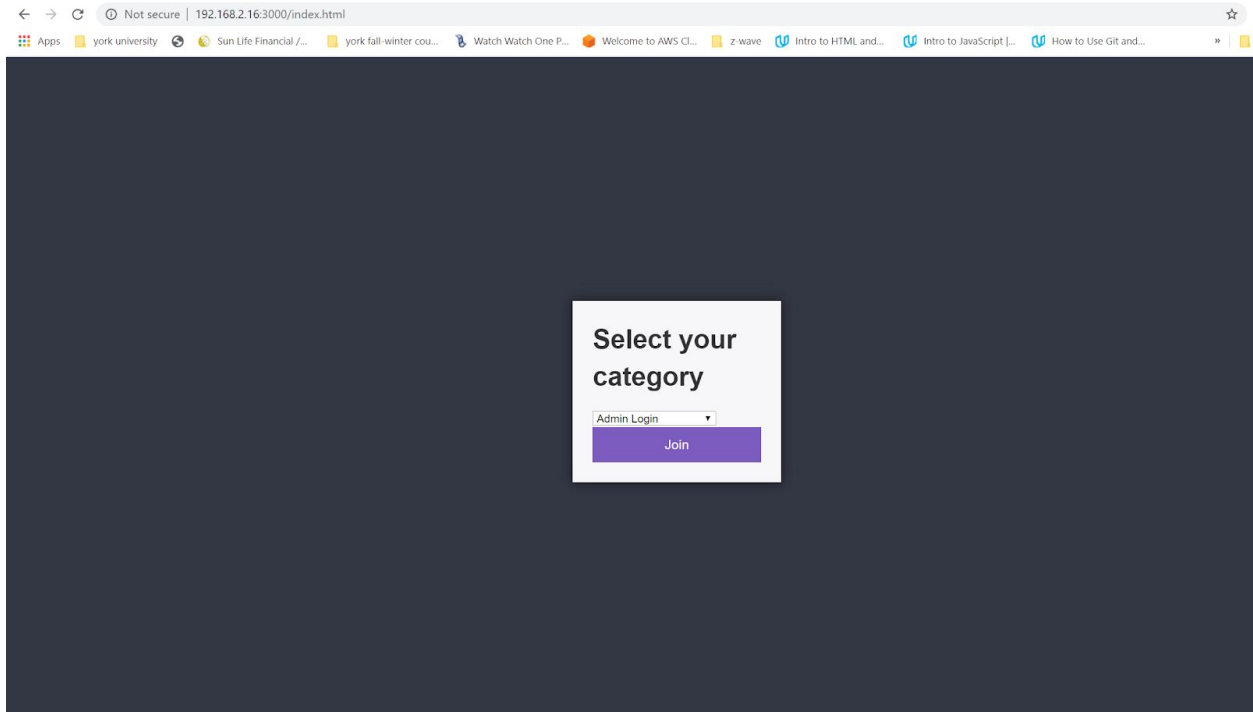 Not secure | 192.168.2.16:3000/index.html
Apps york university Sun Life Financial /... york fall-winter cou... Watch Watch One P... Welcome to AWS Cl... z-wave Intro to HTML and... Intro to JavaScript |... How to Use Git and... »
Select your
category
Admin Login
Join